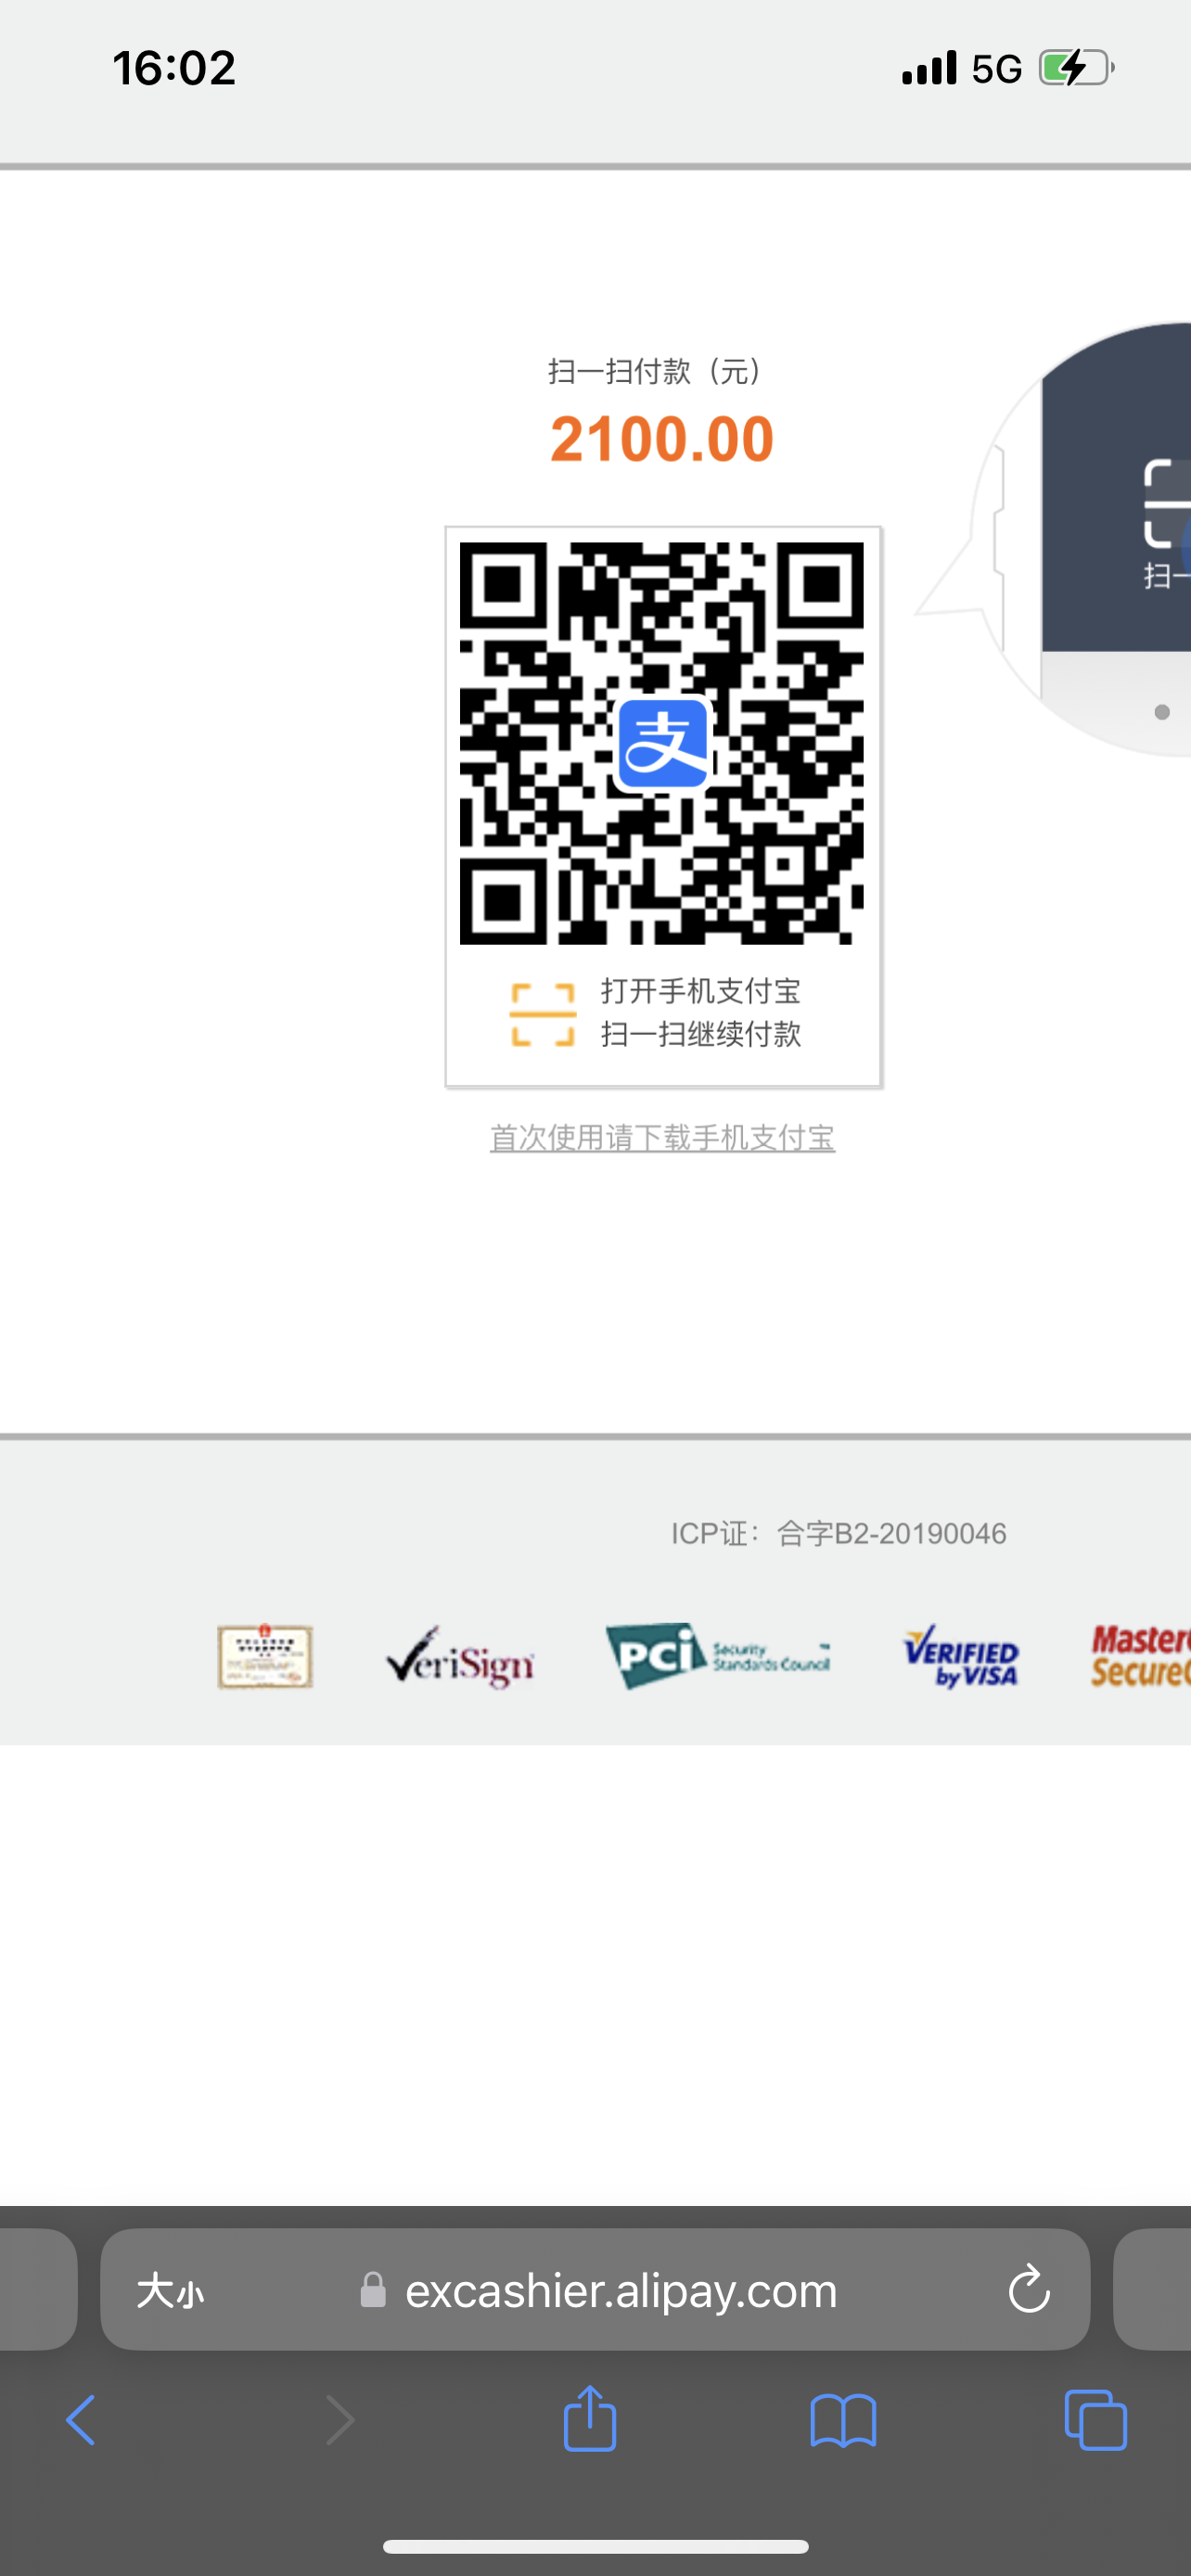 16:02
5G
扫一扫付款（元）
2100.00
扫一
支
打开手机支付宝
扫一扫继续付款
首次使用请下载手机支付宝
ICP证：合字B2-20190046
VeriSign
PCi Security Standards Council
VERIFIED by VISA
Master
Secure
大小
excashier.alipay.com